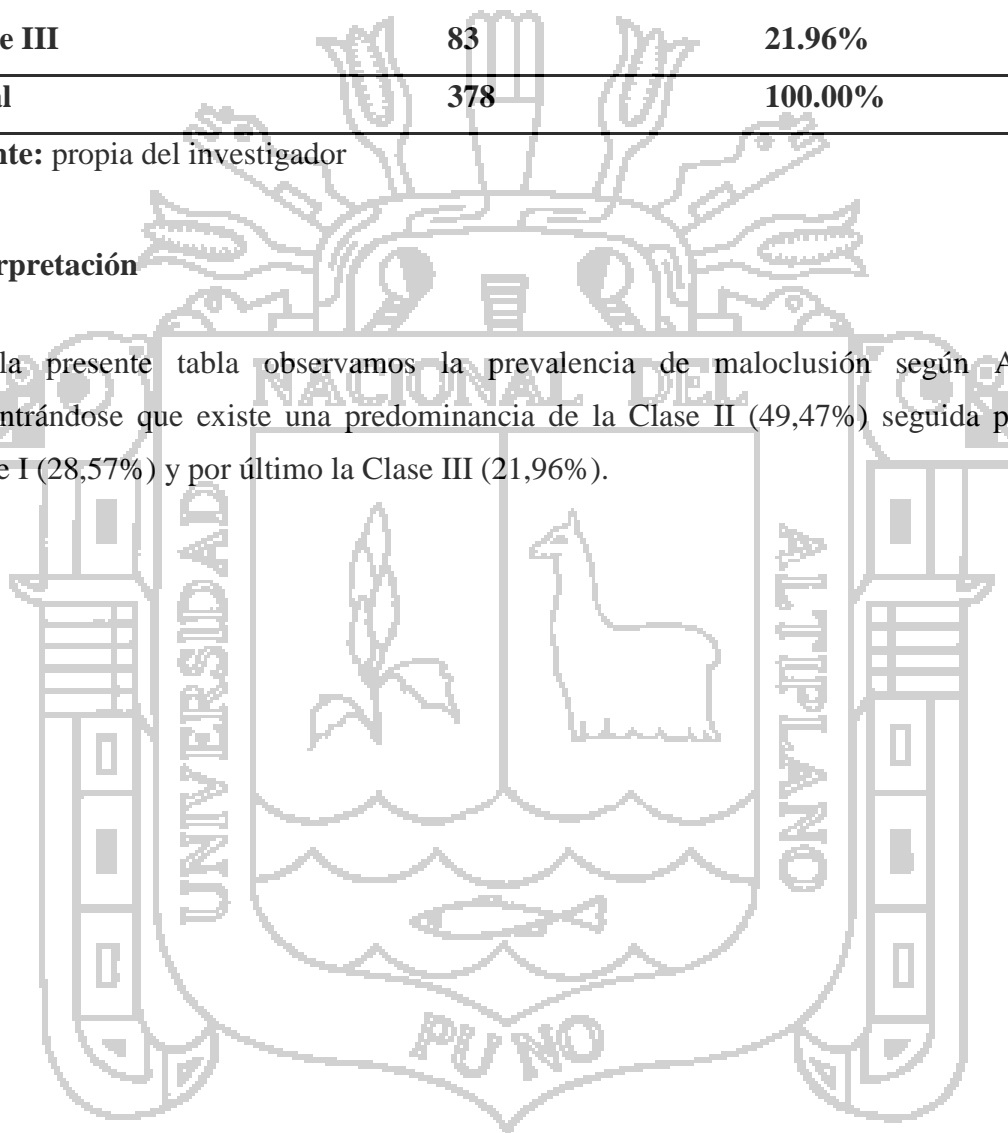 e III 83 21.96%
al 378 100.00%
nte: propia del investigador
rpretación
la presente tabla observamos la prevalencia de maloclusión según A
ntrándose que existe una predominancia de la Clase II (49,47%) seguida p
e I (28,57%) y por último la Clase III (21,96%).
NACIONAL DEL
UNIVERSIDAD
ALTIPLANO
PUNO